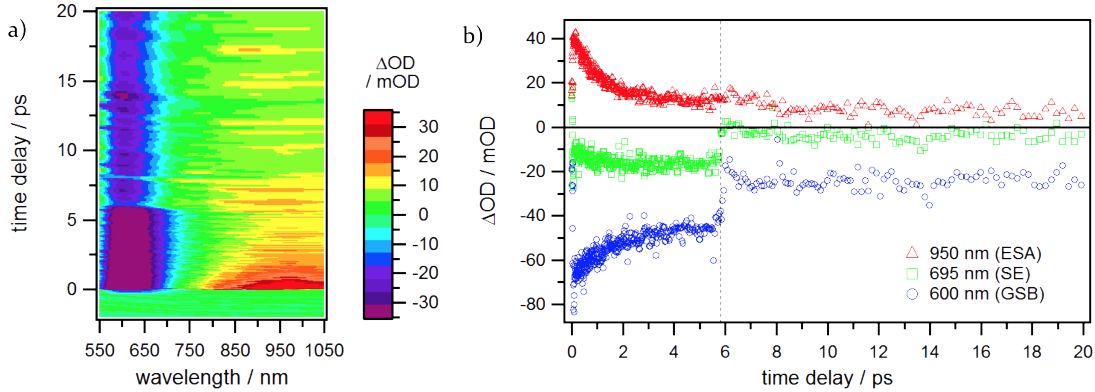 a)
time delay / ps
20
15
10
5
0
550 650 750 850 950 1050
wavelength / nm
ΔOD
/ mOD
30
20
10
0
-10
-20
-30
b)
ΔOD / mOD
40
20
0
-20
-40
-60
-80
950 nm (ESA)
695 nm (SE)
600 nm (GSB)
0 2 4 6 8 10 12 14 16 18 20
time delay / ps